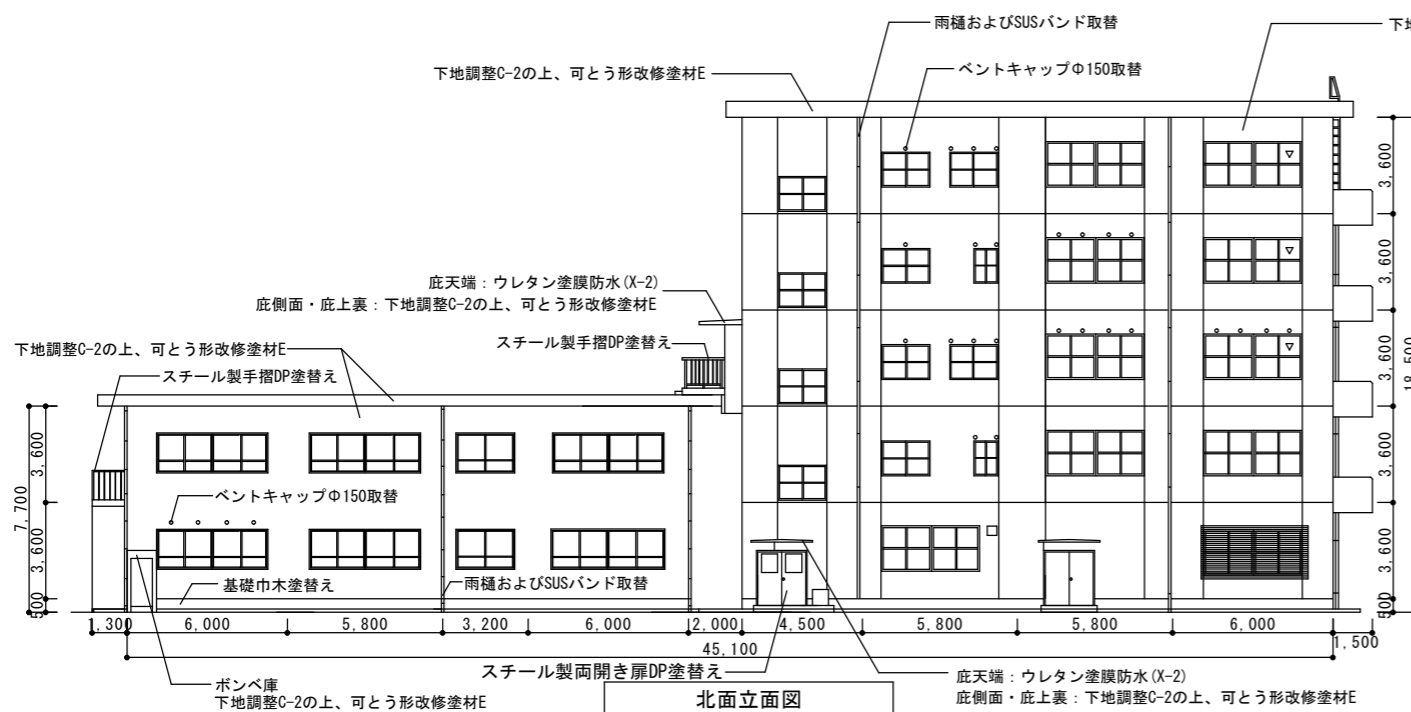 雨樋およびSUSバンド取替
下地
下地調整C-2の上、可とう形改修塗材E
ベントキャップΦ150取替
3,600
3,600
3,600
3,600
3,600
500
18,500
庇天端：ウレタン塗膜防水(X-2)
庇側面・庇上裏：下地調整C-2の上、可とう形改修塗材E
スチール製手摺DP塗替え
下地調整C-2の上、可とう形改修塗材E
スチール製手摺DP塗替え
7,700
3,600
3,600
500
ベントキャップΦ150取替
基礎巾木塗替え
雨樋およびSUSバンド取替
1,300
6,000
5,800
3,200
6,000
2,000
4,500
5,800
5,800
6,000
1,500
45,100
スチール製両開き扉DP塗替え
ボンベ庫
下地調整C-2の上、可とう形改修塗材E
庇天端：ウレタン塗膜防水(X-2)
庇側面・庇上裏：下地調整C-2の上、可とう形改修塗材E
北面立面図